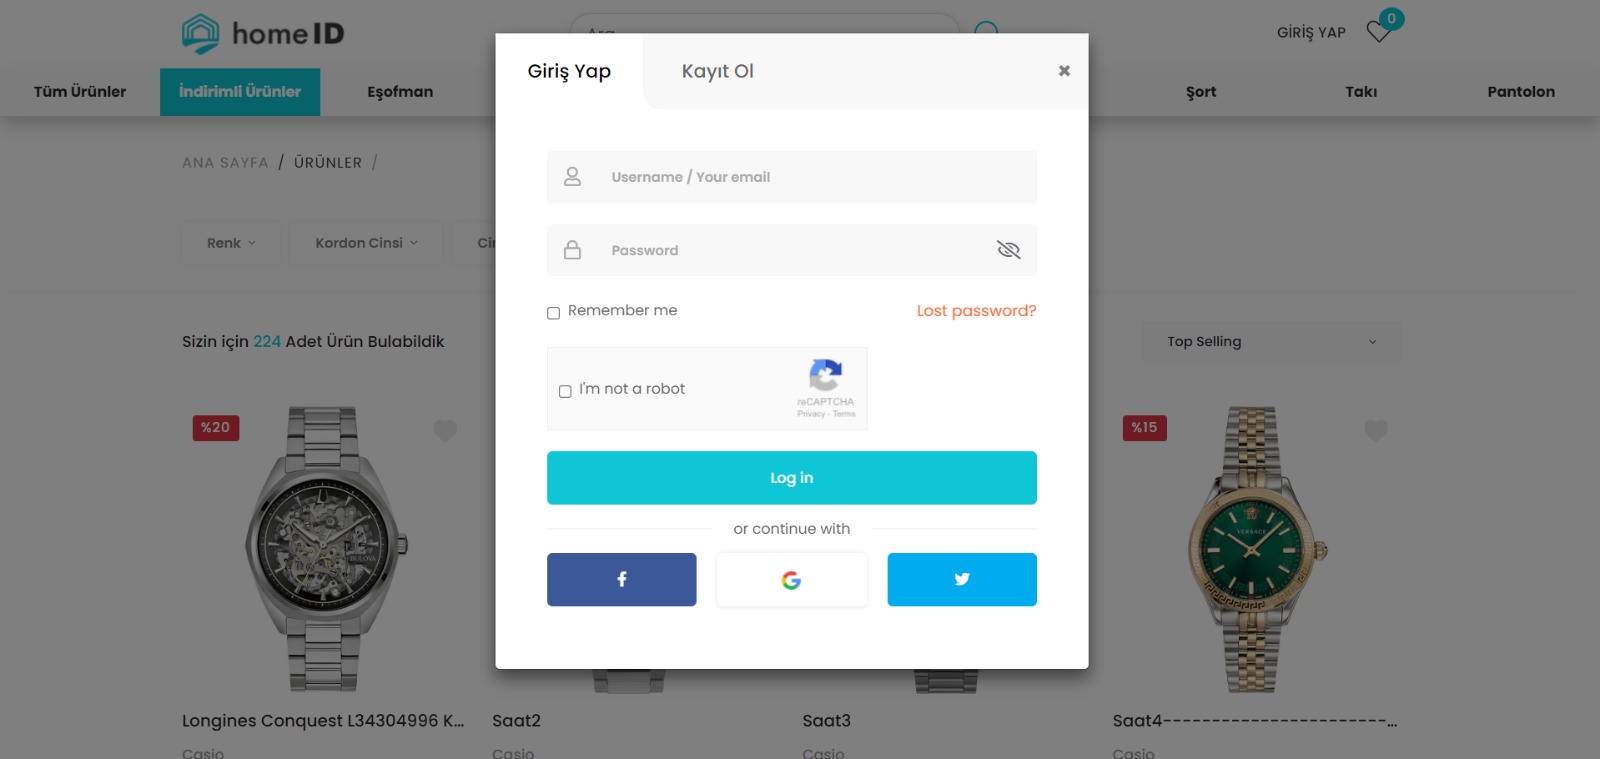 home ID
Ara
GİRİŞ YAP
0
Tüm Ürünler
İndirimli Ürünler
Eşofman
Şort
Takı
Pantolon
Giriş Yap
Kayıt Ol
ANA SAYFA / ÜRÜNLER /
Renk
Kordon Cinsi
Username / Your email
Password
Remember me
Lost password?
I'm not a robot
reCAPTCHA
Privacy - Terms
Log in
or continue with
Sizin için 224 Adet Ürün Bulabildik
Top Selling
%20
BULOVA
%15
VERSACE
Longines Conquest L34304996 K...
Saat2
Saat3
Saat4-----------------------...
Casio
Casio
Casio
Casio